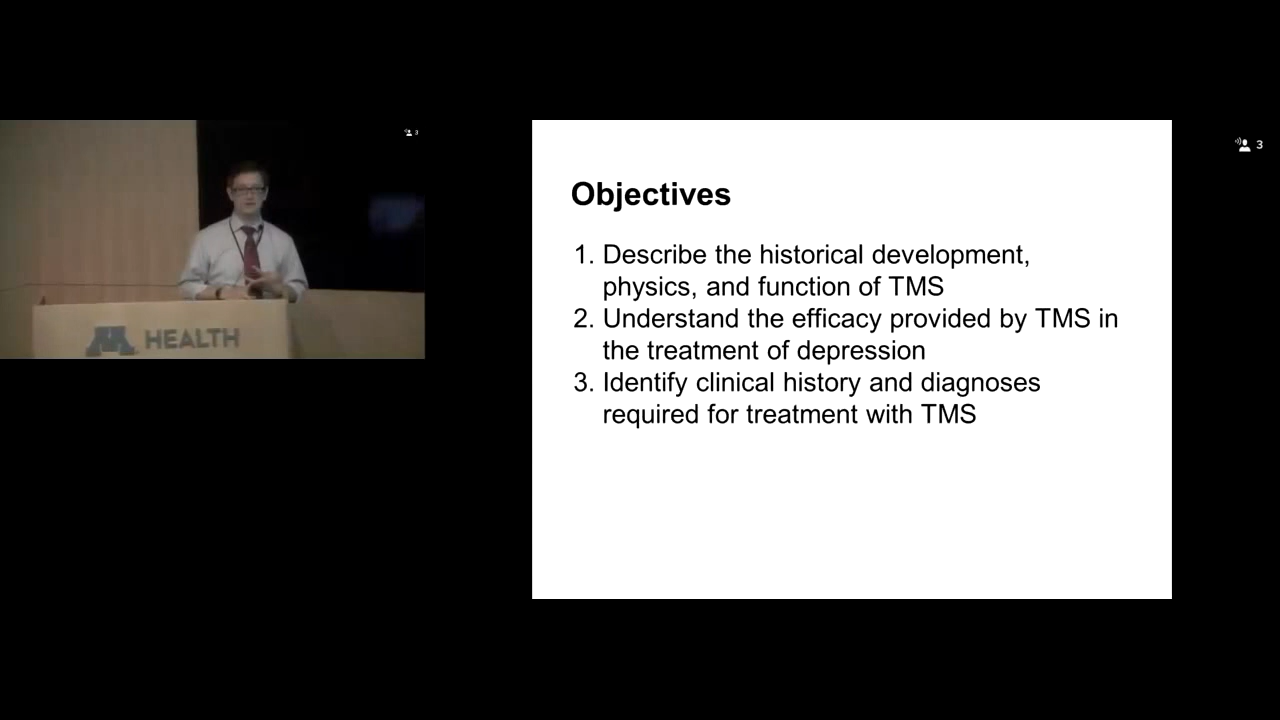 3
3
Objectives
1. Describe the historical development,
physics, and function of TMS
2. Understand the efficacy provided by TMS in
the treatment of depression
3. Identify clinical history and diagnoses
required for treatment with TMS
M HEALTH